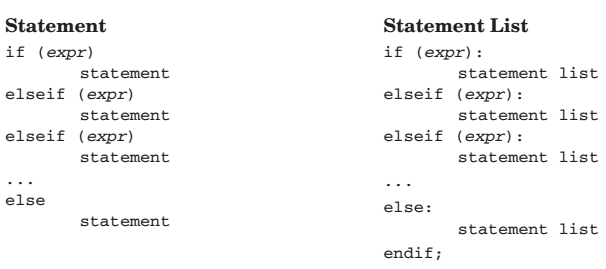 Statement
if (expr)
statement
elseif (expr)
statement
elseif (expr)
statement
...
else
statement
Statement List
if (expr):
statement list
elseif (expr):
statement list
elseif (expr):
statement list
...
else:
statement list
endif;